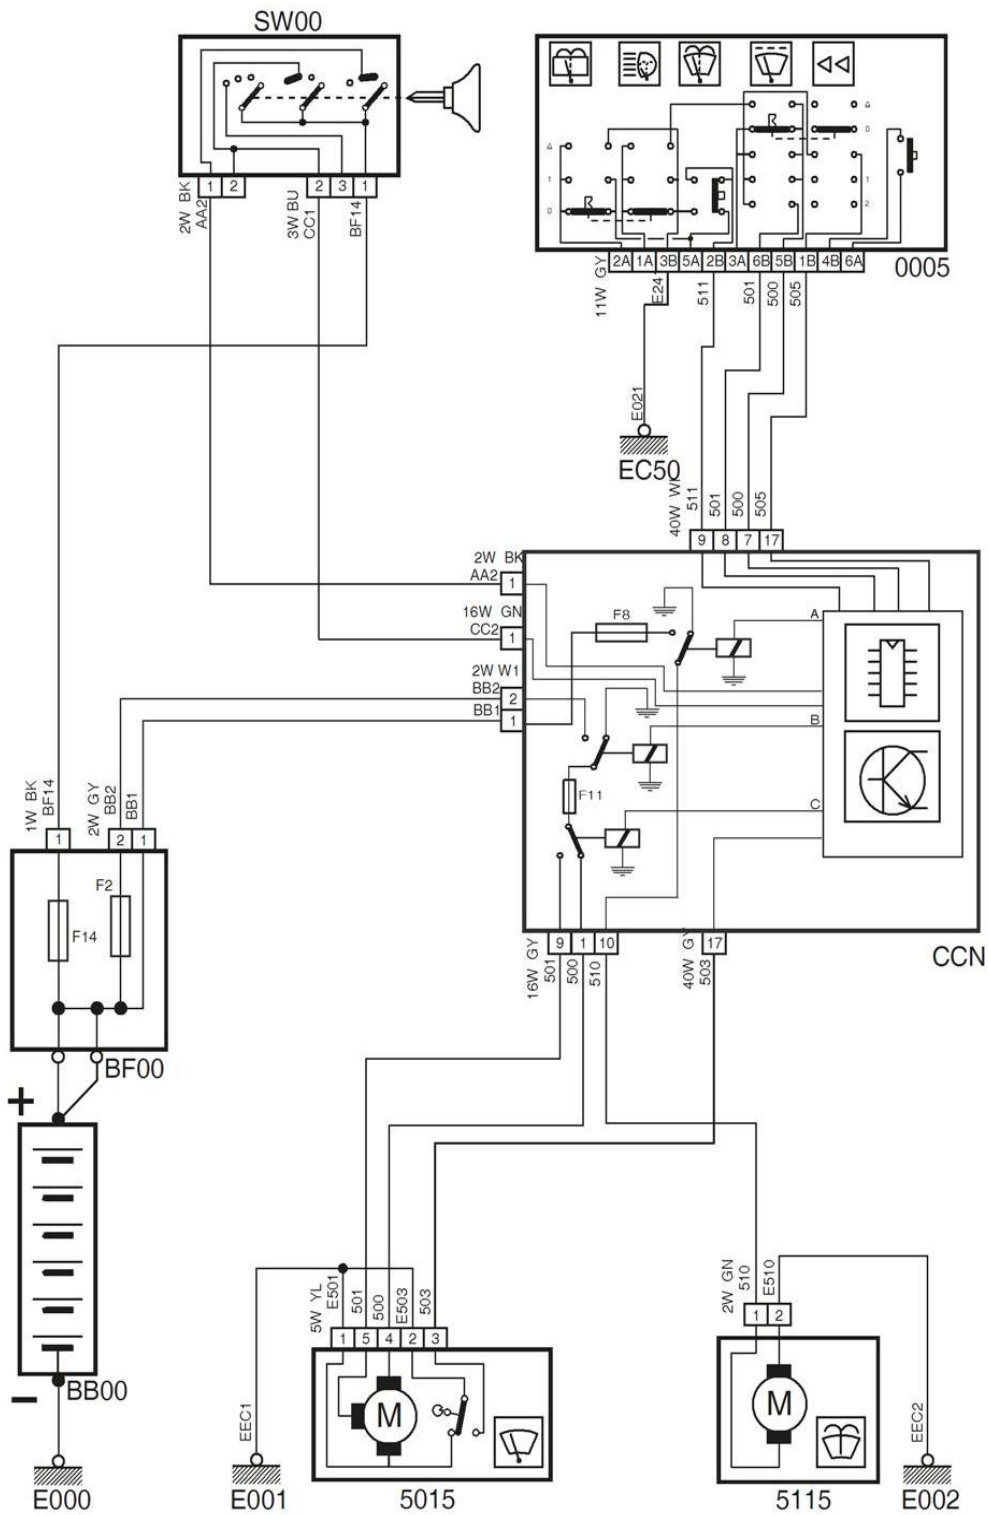 SW00
1 2 2 3 1
2W BK
AA2
3W BU
CC1
BF14
Δ
1
0
Δ
0
1
2
2A 1A 3B 5A 2B 3A 6B 5B 1B 4B 6A
0005
11W GY
E24
511
501
500
505
E021
EC50
40W WI
511
501
500
505
9 8 7 17
2W BK
AA2 1
16W GN
CC2 1
2W W1
BB2 2
BB1 1
F8
A
B
F11
C
9 1 10 17
CCN
16W GY
501
500
510
40W GY
503
1W BK
BF14
2W GY
BB2
BB1
1 2 1
F2
F14
BF00
+
−
BB00
E000
EEC1
E001
5W YL
E501
501
500
E503
503
1 5 4 2 3
M
5015
2W GN
510
E510
1 2
M
5115
EEC2
E002